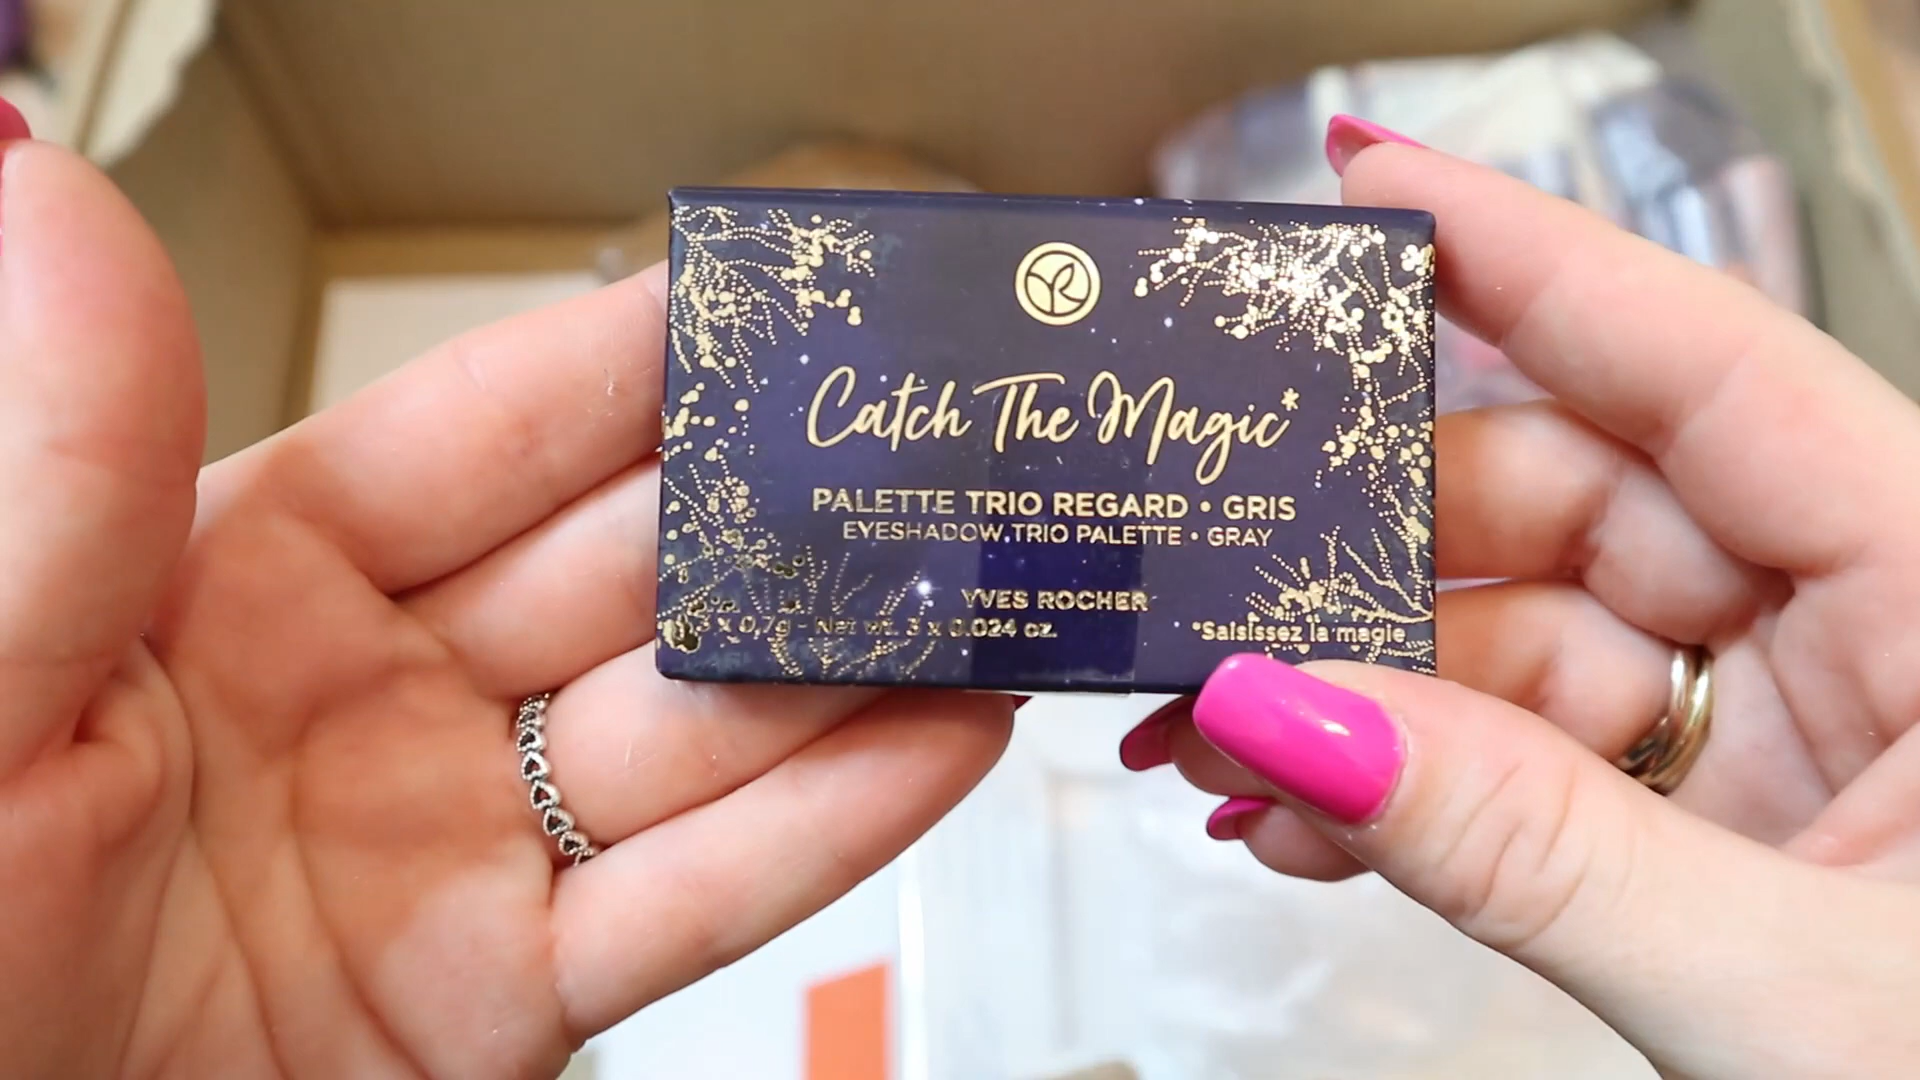 Catch The Magic*
PALETTE TRIO REGARD • GRIS
EYESHADOW TRIO PALETTE • GRAY
YVES ROCHER
3 x 0,7g - Net wt. 3 x 0.024 oz.
*Saisissez la magie